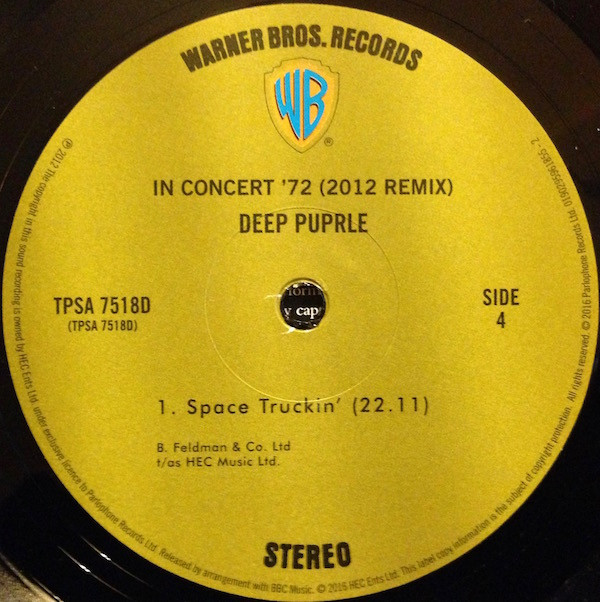 WARNER BROS. RECORDS
WB
®
IN CONCERT '72 (2012 REMIX)
DEEP PUPRLE
TPSA 7518D
(TPSA 7518D)
SIDE
4
y cap
1. Space Truckin' (22.11)
B. Feldman & Co. Ltd
t/as HEC Music Ltd.
STEREO
℗ 2012 The copyright in this sound recording is owned by HEC Ents Ltd. under exclusive licence to Parlophone Records Ltd. Released by arrangement with BBC Music. © 2016 HEC Ents Ltd. This label copy information is the subject of copyright protection. All rights reserved. © 2016 Parlophone Records Ltd. 0190295961855 - 2